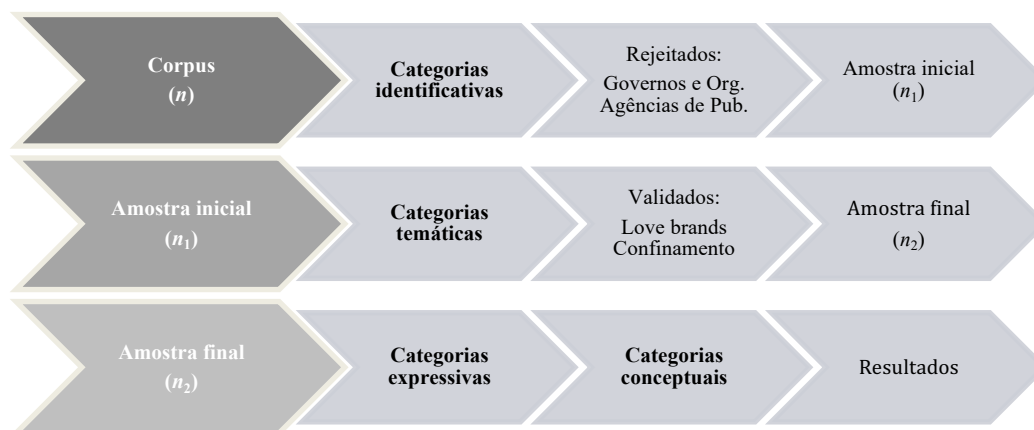 Corpus
(n)
Categorias
identificativas
Rejeitados:
Governos e Org.
Agências de Pub.
Amostra inicial
(n₁)
Amostra inicial
(n₁)
Categorias
temáticas
Validados:
Love brands
Confinamento
Amostra final
(n₂)
Amostra final
(n₂)
Categorias
expressivas
Categorias
conceptuais
Resultados